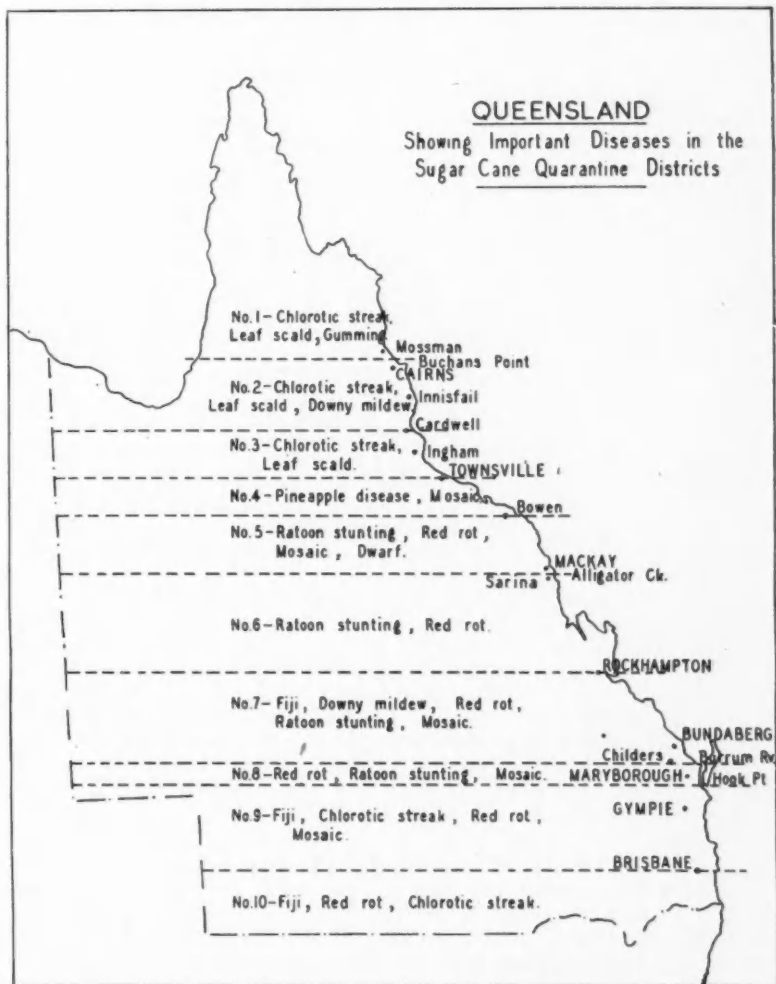 QUEENSLAND
Showing Important Diseases in the
Sugar Cane Quarantine Districts
No.1-Chlorotic streak,
Leaf scald, Gumming
Mossman
Buchans Point
CAIRNS
No.2-Chlorotic streak,
Leaf scald, Downy mildew
Innisfail
Cardwell
No.3-Chlorotic streak,
Leaf scald.
Ingham
TOWNSVILLE
No.4-Pineapple disease, Mosaic
Bowen
No.5-Ratoon stunting, Red rot,
Mosaic, Dwarf.
MACKAY
Alligator Ck.
Sarina
No.6-Ratoon stunting, Red rot.
ROCKHAMPTON
No.7- Fiji, Downy mildew, Red rot,
Ratoon stunting, Mosaic.
BUNDABERG
Childers
Burrum Rv.
No.8-Red rot, Ratoon stunting, Mosaic.
MARYBOROUGH
Hook Pt
No.9-Fiji, Chlorotic streak, Red rot,
Mosaic.
GYMPIE
BRISBANE
No.10-Fiji, Red rot, Chlorotic streak.